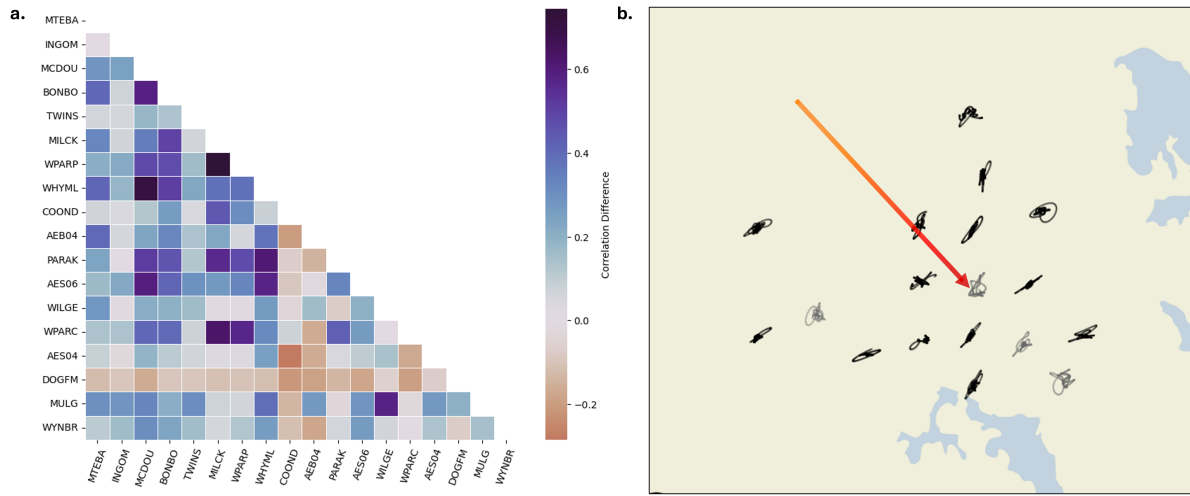 a.
b.
MTEBA
INGOM
MCDOU
BONBO
TWINS
MILCK
WPARP
WHYML
COOND
AEB04
PARAK
AES06
WILGE
WPARC
AES04
DOGFM
MULG
WYNBR
MTEBA INGOM MCDOU BONBO TWINS MILCK WPARP WHYML COOND AEB04 PARAK AES06 WILGE WPARC AES04 DOGFM MULG WYNBR
0.6
0.4
0.2
0.0
−0.2
Correlation Difference